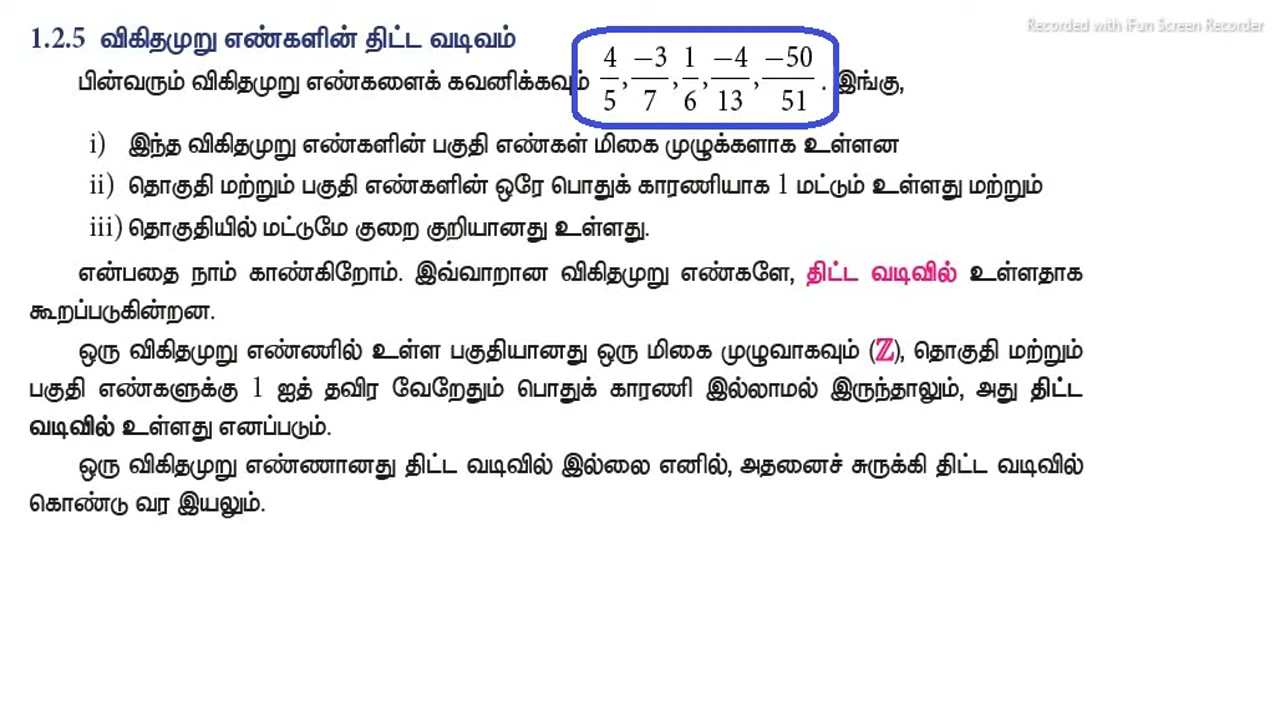 Recorded with iFun Screen Recorder
1.2.5 விகிதமுறு எண்களின் திட்ட வடிவம்
பின்வரும் விகிதமுறு எண்களைக் கவனிக்கவும் 4/5, −3/7, 1/6, −4/13, −50/51 . இங்கு,
i) இந்த விகிதமுறு எண்களின் பகுதி எண்கள் மிகை முழுக்களாக உள்ளன
ii) தொகுதி மற்றும் பகுதி எண்களின் ஒரே பொதுக் காரணியாக 1 மட்டும் உள்ளது மற்றும்
iii) தொகுதியில் மட்டுமே குறை குறியானது உள்ளது.
என்பதை நாம் காண்கிறோம். இவ்வாறான விகிதமுறு எண்களே, திட்ட வடிவில் உள்ளதாக
கூறப்படுகின்றன.
ஒரு விகிதமுறு எண்ணில் உள்ள பகுதியானது ஒரு மிகை முழுவாகவும் (ℤ), தொகுதி மற்றும்
பகுதி எண்களுக்கு 1 ஐத் தவிர வேறேதும் பொதுக் காரணி இல்லாமல் இருந்தாலும், அது திட்ட
வடிவில் உள்ளது எனப்படும்.
ஒரு விகிதமுறு எண்ணானது திட்ட வடிவில் இல்லை எனில், அதனைச் சுருக்கி திட்ட வடிவில்
கொண்டு வர இயலும்.